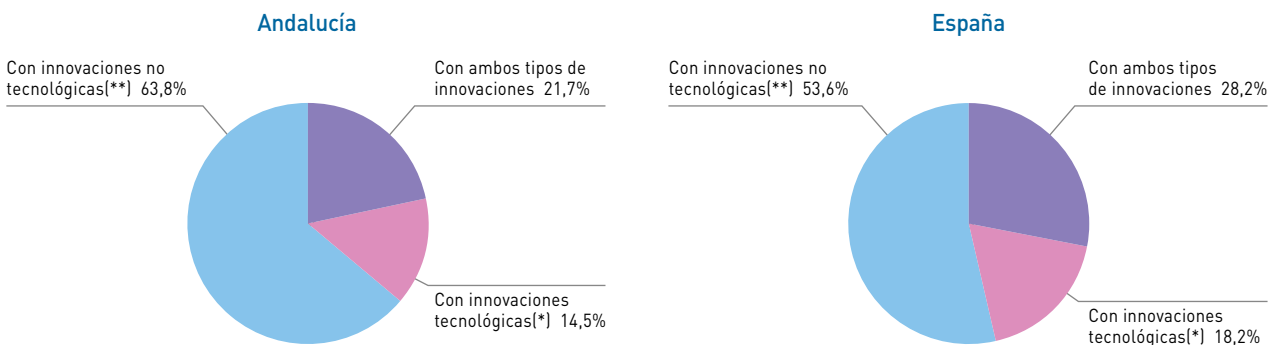 Andalucía
Con innovaciones no
tecnológicas(**) 63,8%
Con ambos tipos de
innovaciones 21,7%
Con innovaciones
tecnológicas(*) 14,5%
España
Con innovaciones no
tecnológicas(**) 53,6%
Con ambos tipos
de innovaciones 28,2%
Con innovaciones
tecnológicas(*) 18,2%